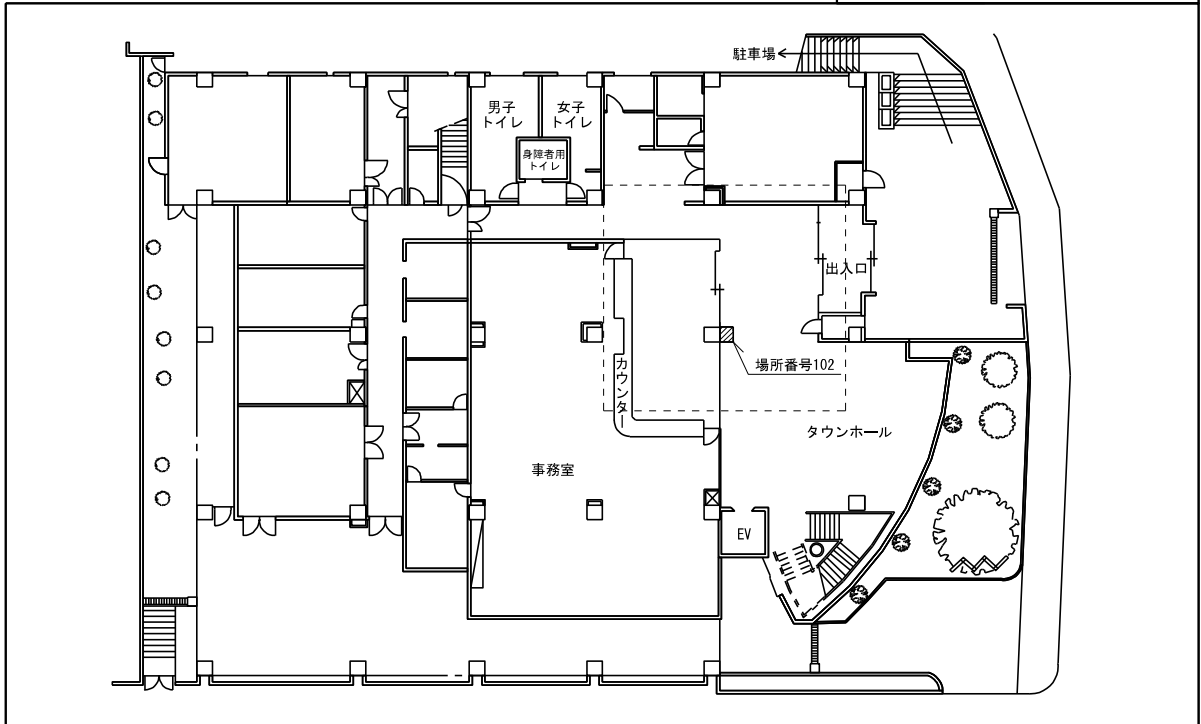 駐車場
男子
トイレ
女子
トイレ
身障者用
トイレ
出入口
場所番号102
カウンター
タウンホール
事務室
EV